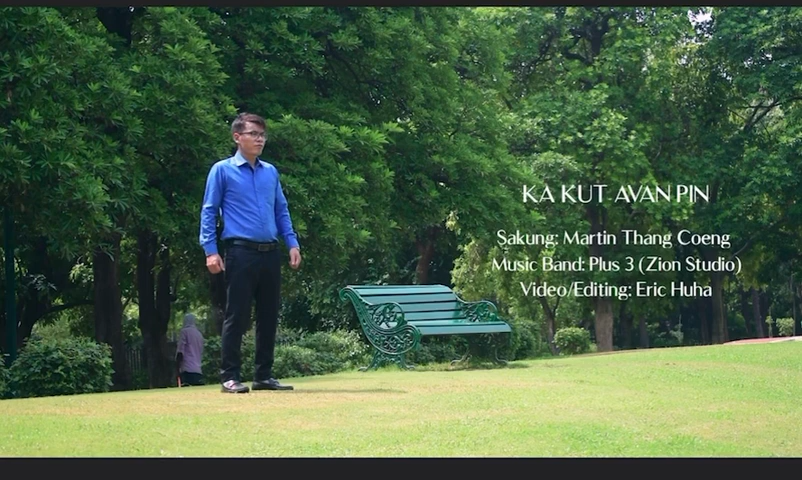 KA KUT AVAN PIN
Sakung: Martin Thang Coeng
Music Band: Plus 3 (Zion Studio)
Video/Editing: Eric Huha